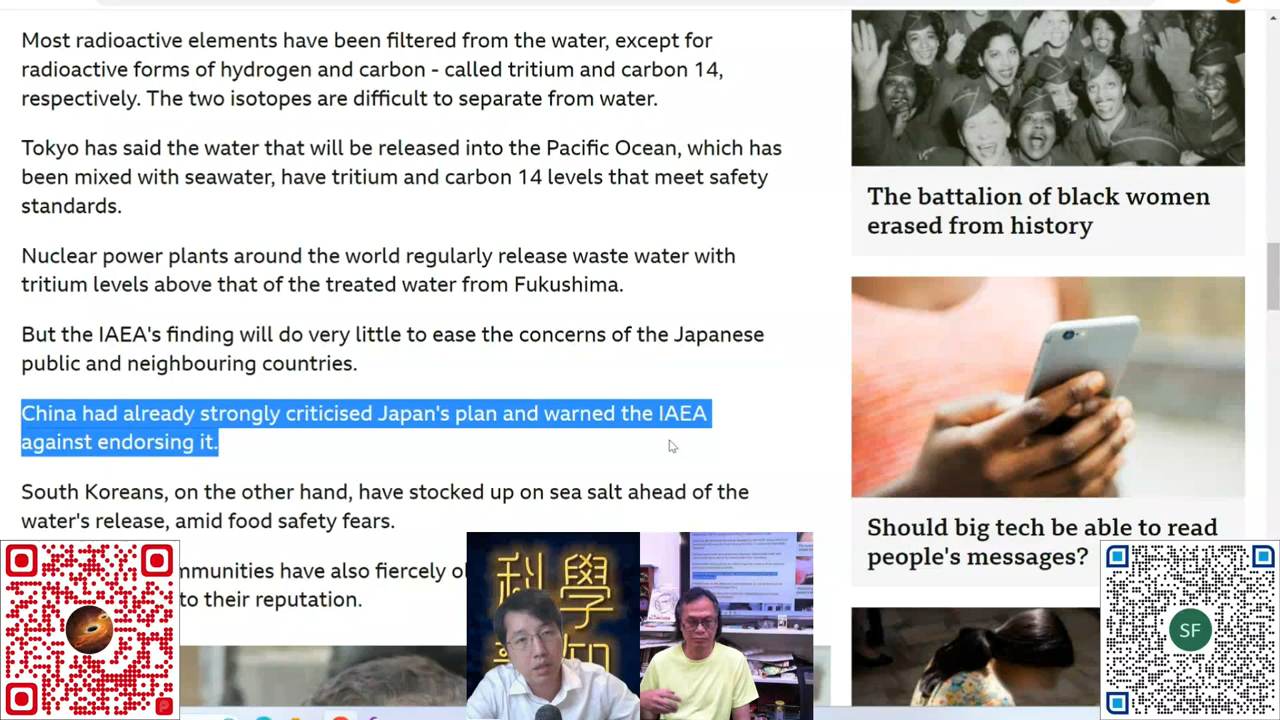 Most radioactive elements have been filtered from the water, except for
radioactive forms of hydrogen and carbon - called tritium and carbon 14,
respectively. The two isotopes are difficult to separate from water.
Tokyo has said the water that will be released into the Pacific Ocean, which has
been mixed with seawater, have tritium and carbon 14 levels that meet safety
standards.
Nuclear power plants around the world regularly release waste water with
tritium levels above that of the treated water from Fukushima.
But the IAEA's finding will do very little to ease the concerns of the Japanese
public and neighbouring countries.
China had already strongly criticised Japan's plan and warned the IAEA
against endorsing it.
South Koreans, on the other hand, have stocked up on sea salt ahead of the
water's release, amid food safety fears.
have also fiercely
to their reputation.
The battalion of black women
erased from history
Should big tech be able to read
people's messages?
科學
SF